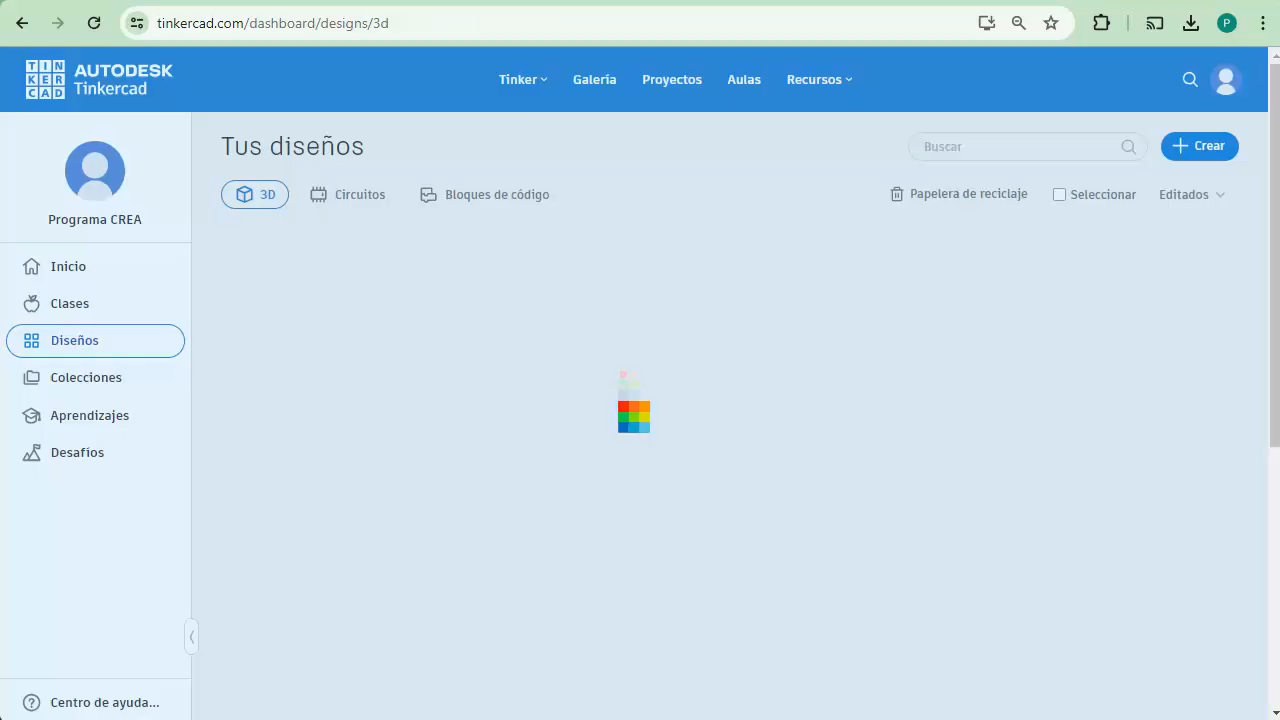 tinkercad.com/dashboard/designs/3d
P
TIN
KER
CAD
AUTODESK
Tinkercad
Tinker
Galería
Proyectos
Aulas
Recursos
Programa CREA
Inicio
Clases
Diseños
Colecciones
Aprendizajes
Desafíos
Centro de ayuda...
Tus diseños
Buscar
Crear
3D
Circuitos
Bloques de código
Papelera de reciclaje
Seleccionar
Editados